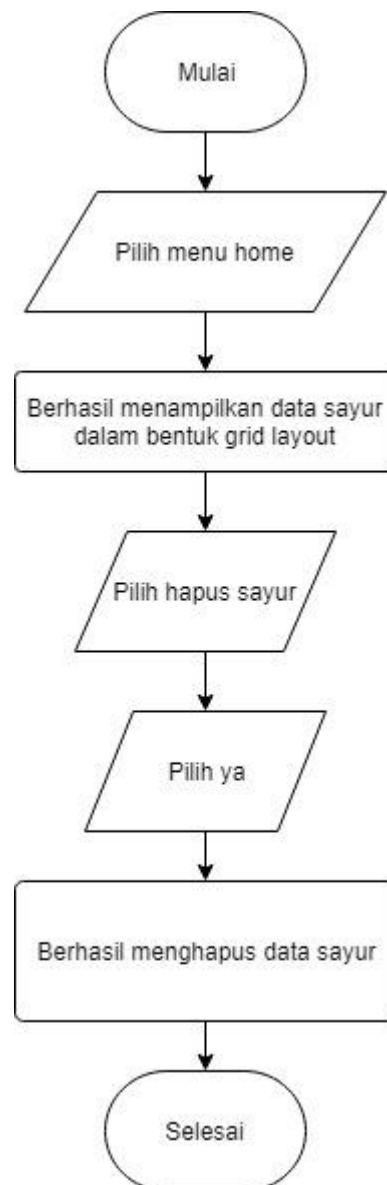 Mulai
Pilih menu home
Berhasil menampilkan data sayur
dalam bentuk grid layout
Pilih hapus sayur
Pilih ya
Berhasil menghapus data sayur
Selesai